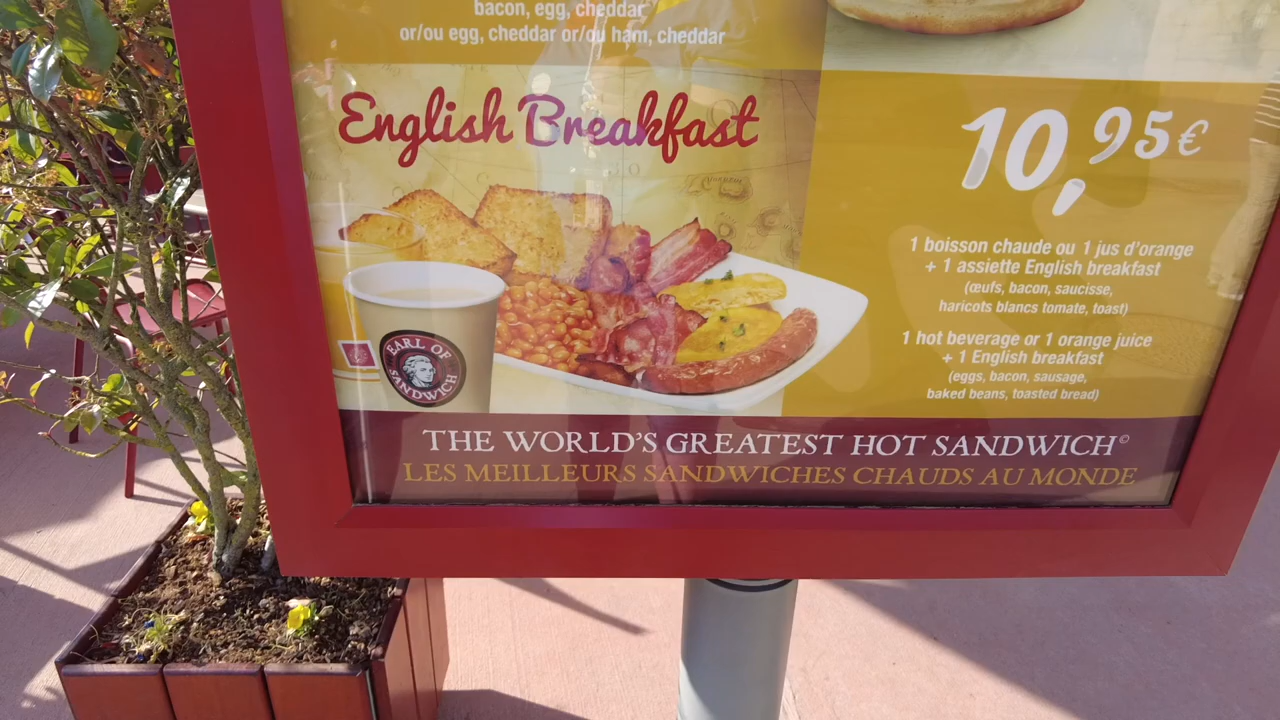 bacon, egg, cheddar
or/ou egg, cheddar or/ou ham, cheddar
English Breakfast
10,95€
1 boisson chaude ou 1 jus d'orange
+ 1 assiette English breakfast
(œufs, bacon, saucisse,
haricots blancs tomate, toast)
1 hot beverage or 1 orange juice
+ 1 English breakfast
(eggs, bacon, sausage,
baked beans, toasted bread)
EARL OF
SANDWICH
THE WORLD'S GREATEST HOT SANDWICH©
LES MEILLEURS SANDWICHES CHAUDS AU MONDE